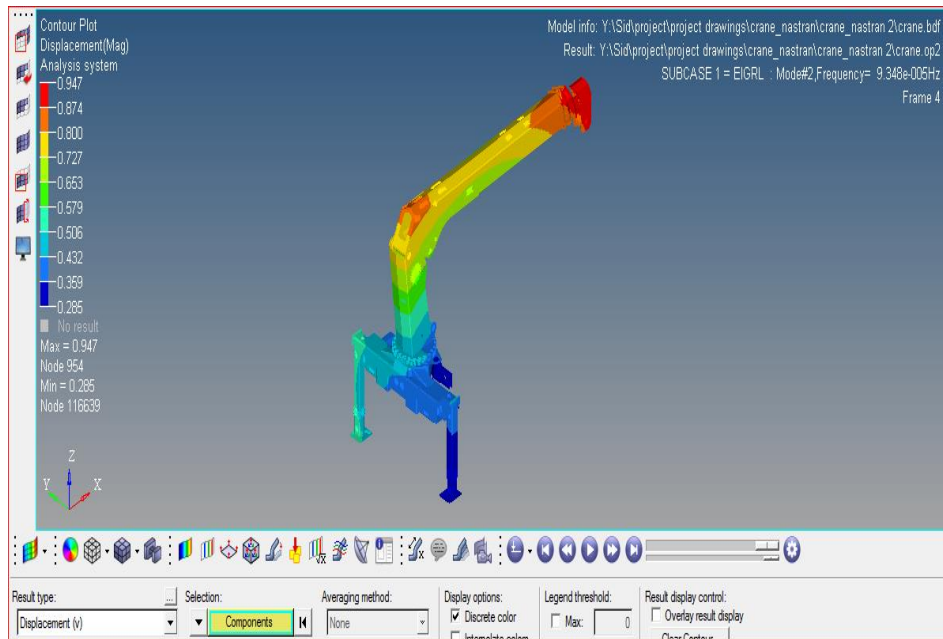 Contour Plot
Displacement(Mag)
Analysis system
0.947
0.874
0.800
0.727
0.653
0.579
0.506
0.432
0.359
0.285
No result
Max = 0.947
Node 954
Min = 0.285
Node 116639
Model info: Y:\Sid\project\project drawings\crane_nastran\crane_nastran 2\crane.bdf
Result: Y:\Sid\project\project drawings\crane_nastran\crane_nastran 2\crane.op2
SUBCASE 1 = EIGRL : Mode#2,Frequency= 9.348e-005Hz
Frame 4
Z
Y X
Result type: ...
Displacement (v)
Selection:
Components
Averaging method:
None
Display options:
Discrete color
Interpolate colors
Legend threshold:
Max: 0
Result display control:
Overlay result display
Clear Contour